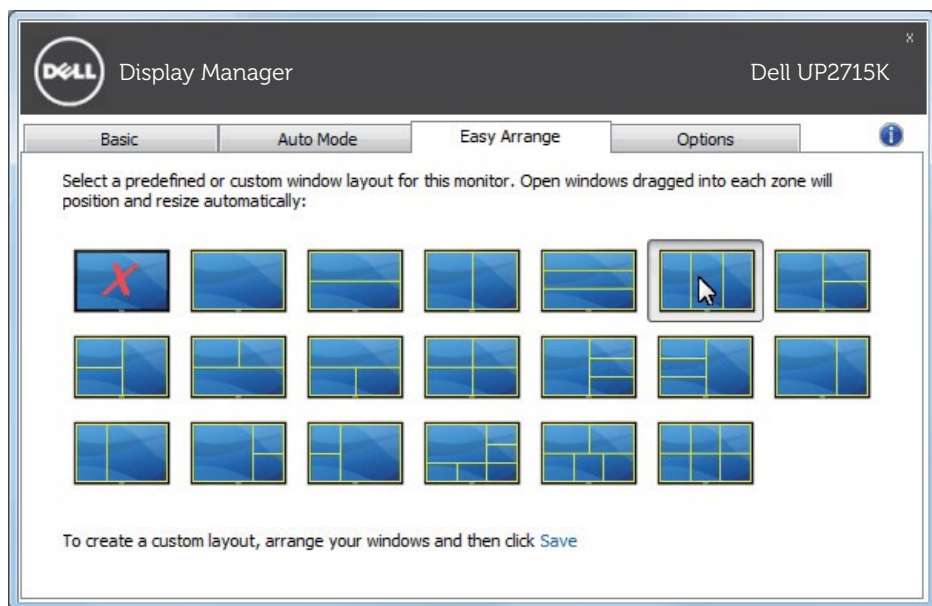 x
DELL Display Manager Dell UP2715K
Basic Auto Mode Easy Arrange Options i
Select a predefined or custom window layout for this monitor. Open windows dragged into each zone will
position and resize automatically:
X
To create a custom layout, arrange your windows and then click Save